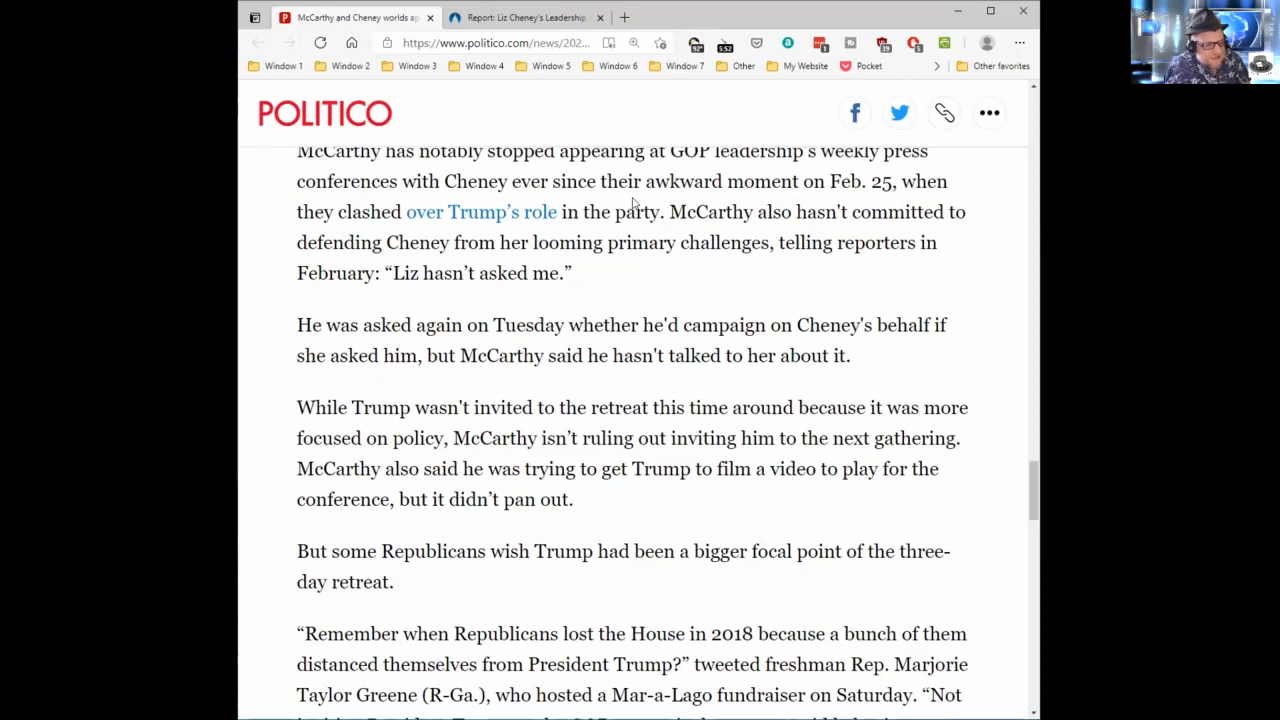 McCarthy and Cheney worlds ap
Report: Liz Cheney's Leadership
https://www.politico.com/news/202...
92°
5:52
1
39
5
Window 1
Window 2
Window 3
Window 4
Window 5
Window 6
Window 7
Other
My Website
Pocket
Other favorites
POLITICO
McCarthy has notably stopped appearing at GOP leadership's weekly press
conferences with Cheney ever since their awkward moment on Feb. 25, when
they clashed over Trump’s role in the party. McCarthy also hasn't committed to
defending Cheney from her looming primary challenges, telling reporters in
February: “Liz hasn’t asked me.”
He was asked again on Tuesday whether he'd campaign on Cheney's behalf if
she asked him, but McCarthy said he hasn't talked to her about it.
While Trump wasn't invited to the retreat this time around because it was more
focused on policy, McCarthy isn’t ruling out inviting him to the next gathering.
McCarthy also said he was trying to get Trump to film a video to play for the
conference, but it didn’t pan out.
But some Republicans wish Trump had been a bigger focal point of the three-
day retreat.
“Remember when Republicans lost the House in 2018 because a bunch of them
distanced themselves from President Trump?” tweeted freshman Rep. Marjorie
Taylor Greene (R-Ga.), who hosted a Mar-a-Lago fundraiser on Saturday. “Not